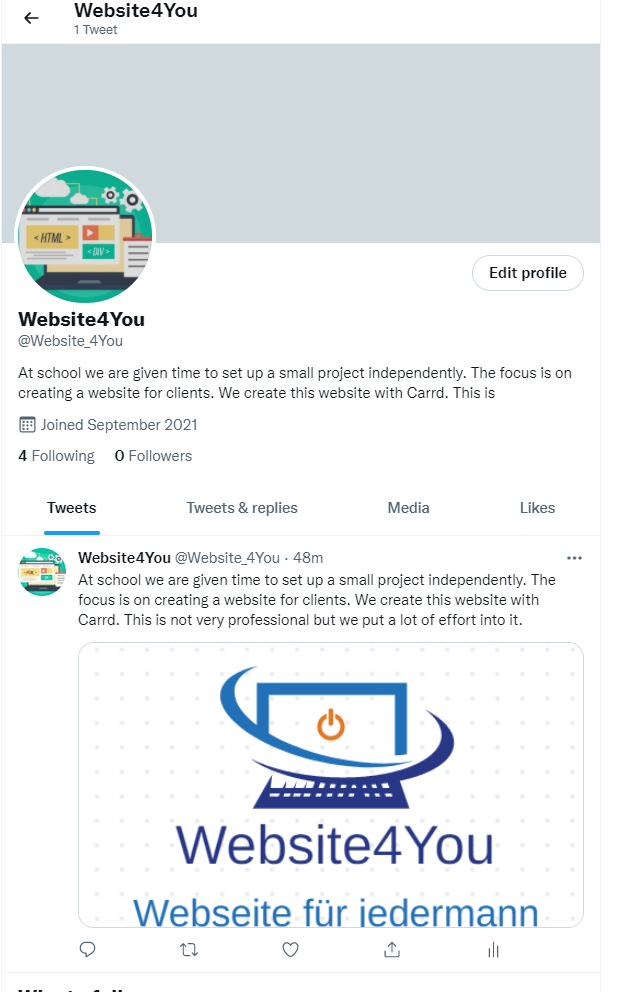 Website4You
1 Tweet
< HTML >
< DIV >
Edit profile
Website4You
@Website_4You
At school we are given time to set up a small project independently. The focus is on
creating a website for clients. We create this website with Carrd. This is
Joined September 2021
4 Following 0 Followers
Tweets Tweets & replies Media Likes
Website4You @Website_4You · 48m
At school we are given time to set up a small project independently. The
focus is on creating a website for clients. We create this website with
Carrd. This is not very professional but we put a lot of effort into it.
Website4You
Webseite für jedermann